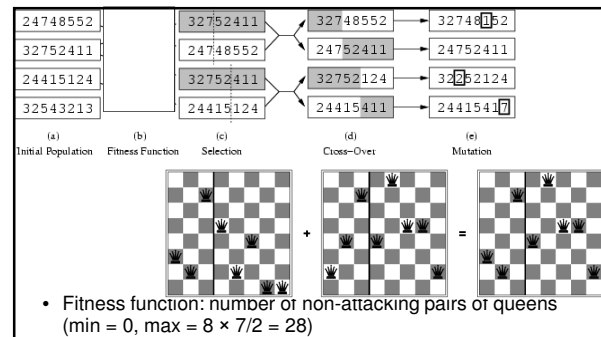 24748552 32752411 32748552 32748152
32752411 24748552 24752411 24752411
24415124 32752411 32752124 32252124
32543213 24415124 24415411 24415417
(a) (b) (c) (d) (e)
Initial Population Fitness Function Selection Cross-Over Mutation
+ =
• Fitness function: number of non-attacking pairs of queens
(min = 0, max = 8 × 7/2 = 28)